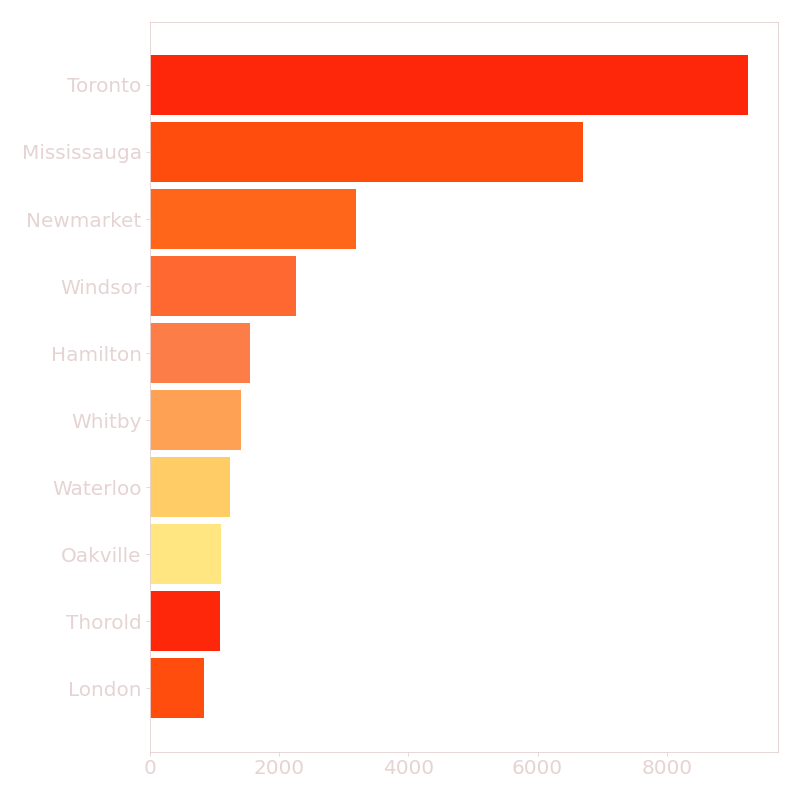 Toronto
Mississauga
Newmarket
Windsor
Hamilton
Whitby
Waterloo
Oakville
Thorold
London
0 2000 4000 6000 8000